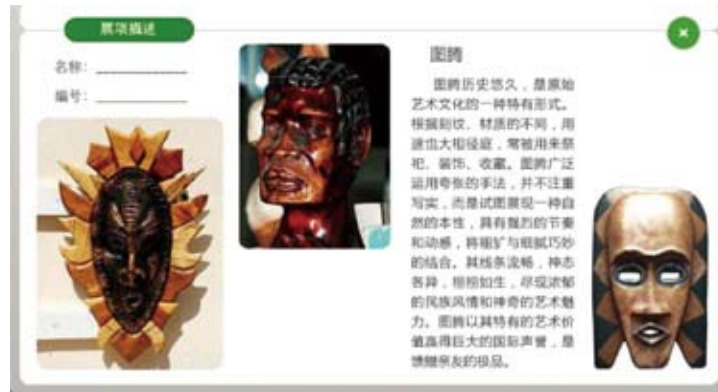 展项描述
名称：
编号：
图腾
图腾历史悠久，是原始
艺术文化的一种特有形式。
根据刻纹、材质的不同，用
途也大相径庭，常被用来祭
祀、装饰、收藏。图腾广泛
运用夸张的手法，并不注重
写实，而是试图展现一种自
然的本性，具有强烈的节奏
和动感，将粗犷与细腻巧妙
的结合。其线条流畅，神态
各异，栩栩如生，尽现浓郁
的民族风情和神奇的艺术魅
力。图腾以其特有的艺术价
值赢得巨大的国际声誉，是
馈赠亲友的极品。